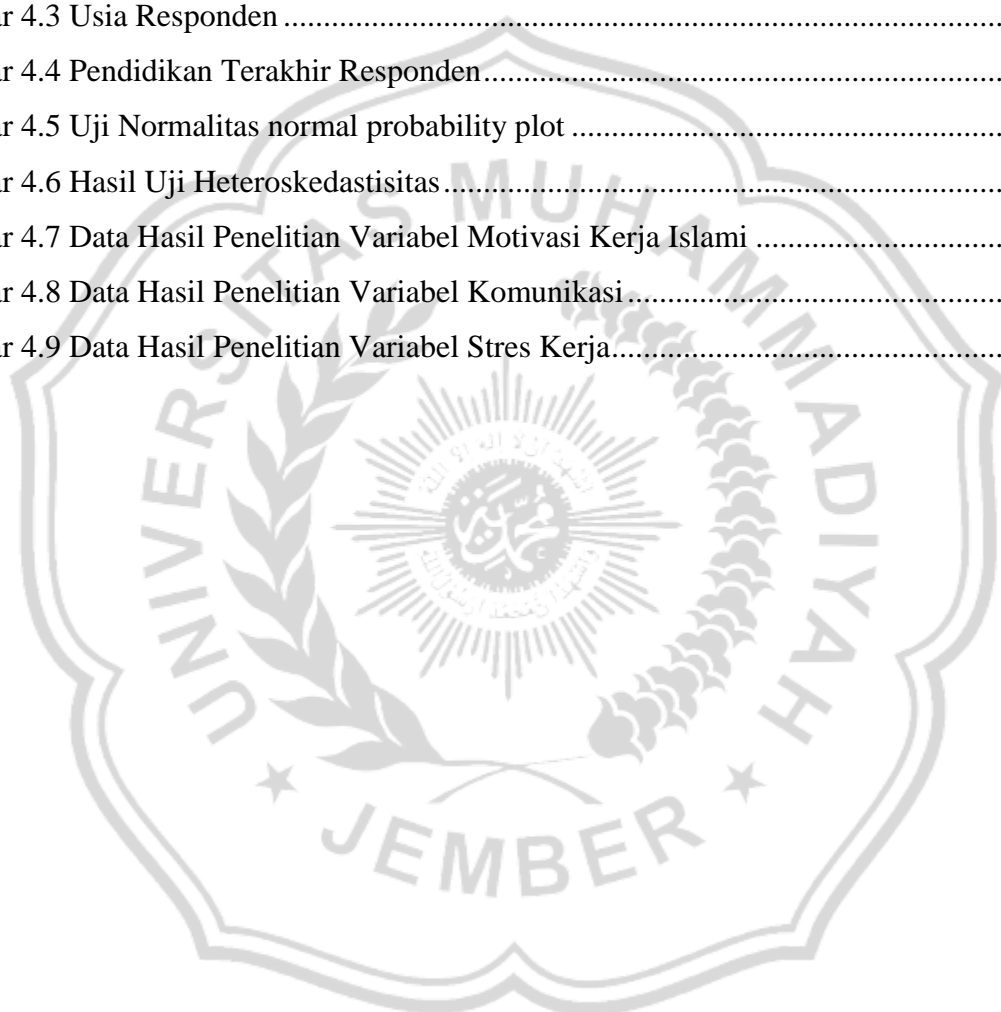 ar 4.3 Usia Responden ....................................................................................................
ar 4.4 Pendidikan Terakhir Responden....................................................................
ar 4.5 Uji Normalitas normal probability plot .......................................................
ar 4.6 Hasil Uji Heteroskedastisitas..........................................................................
ar 4.7 Data Hasil Penelitian Variabel Motivasi Kerja Islami ................................
ar 4.8 Data Hasil Penelitian Variabel Komunikasi................................................
ar 4.9 Data Hasil Penelitian Variabel Stres Kerja..................................................
UNIVERSITAS MUHAMMADIYAH
JEMBER